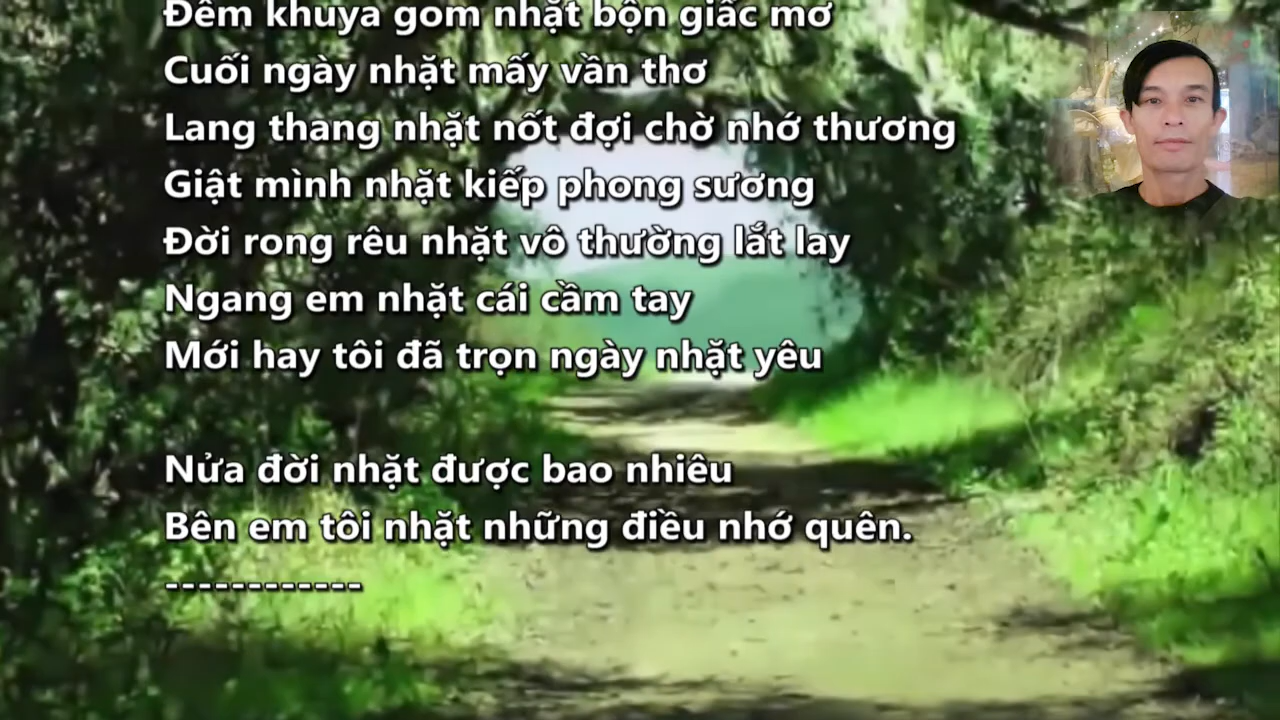 Đêm khuya gom nhặt bộn giấc mơ
Cuối ngày nhặt mấy vần thơ
Lang thang nhặt nốt đợi chờ nhớ thương
Giật mình nhặt kiếp phong sương
Đời rong rêu nhặt vô thường lắt lay
Ngang em nhặt cái cầm tay
Mới hay tôi đã trọn ngày nhặt yêu
Nửa đời nhặt được bao nhiêu
Bên em tôi nhặt những điều nhớ quên.
------------